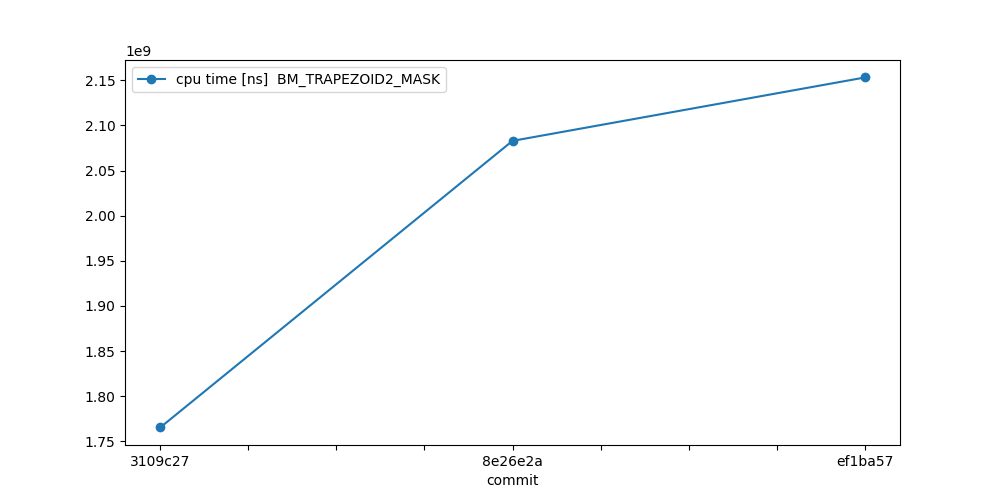 1e9
cpu time [ns]  BM_TRAPEZOID2_MASK
2.15
2.10
2.05
2.00
1.95
1.90
1.85
1.80
1.75
3109c27 8e26e2a ef1ba57
commit